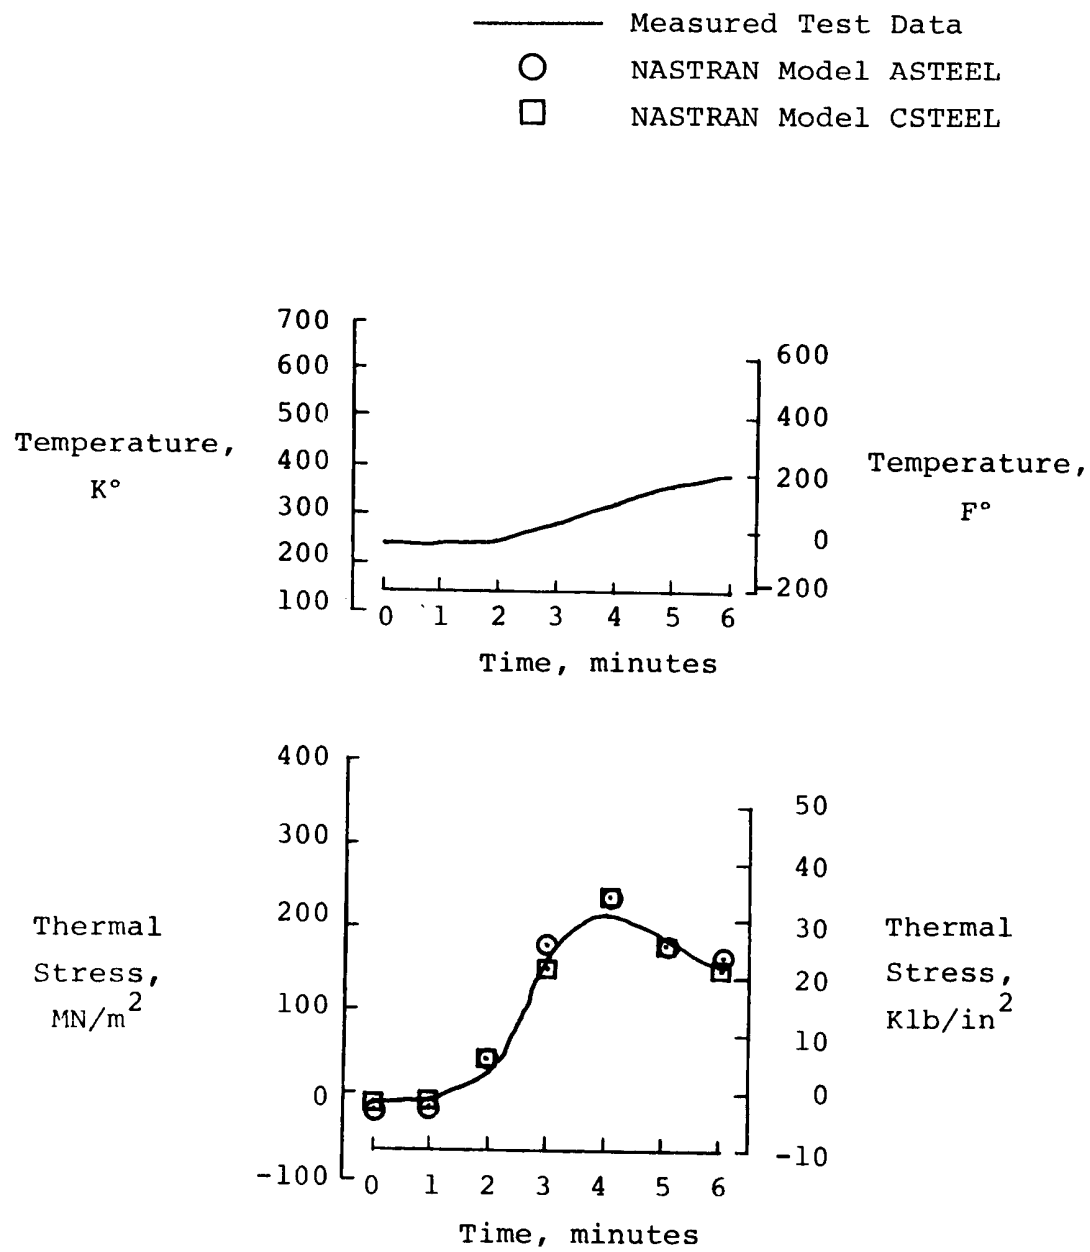 Measured Test Data
NASTRAN Model ASTEEL
NASTRAN Model CSTEEL
700
600
500
400
300
200
100
Temperature,
K°
600
400
200
0
-200
Temperature,
F°
0 1 2 3 4 5 6
Time, minutes
400
300
200
100
0
-100
Thermal
Stress,
MN/m²
50
40
30
20
10
0
-10
Thermal
Stress,
Klb/in²
0 1 2 3 4 5 6
Time, minutes